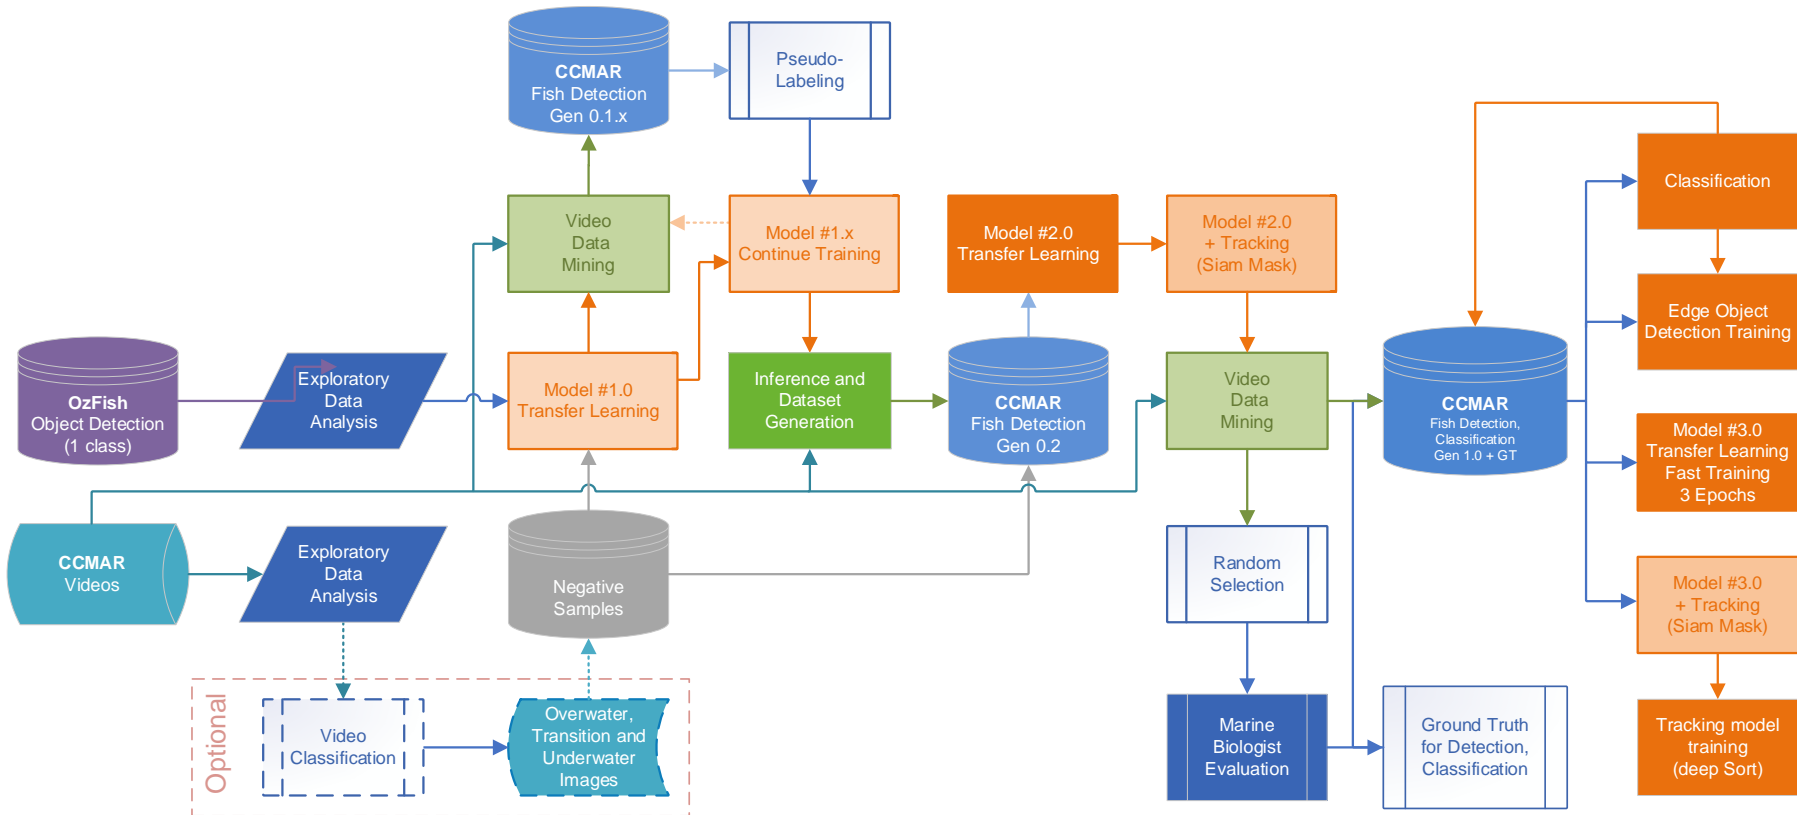 CCMAR
Fish Detection
Gen 0.1.x
Pseudo-
Labeling
Video
Data
Mining
Model #1.x
Continue Training
Model #2.0
Transfer Learning
Model #2.0
+ Tracking
(Siam Mask)
Classification
Edge Object
Detection Training
OzFish
Object Detection
(1 class)
Exploratory
Data
Analysis
Model #1.0
Transfer Learning
Inference and
Dataset
Generation
CCMAR
Fish Detection
Gen 0.2
Video
Data
Mining
CCMAR
Fish Detection,
Classification
Gen 1.0 + GT
Model #3.0
Transfer Learning
Fast Training
3 Epochs
CCMAR
Videos
Exploratory
Data
Analysis
Negative
Samples
Random
Selection
Model #3.0
+ Tracking
(Siam Mask)
Optional
Video
Classification
Overwater,
Transition and
Underwater
Images
Marine
Biologist
Evaluation
Ground Truth
for Detection,
Classification
Tracking model
training
(deep Sort)